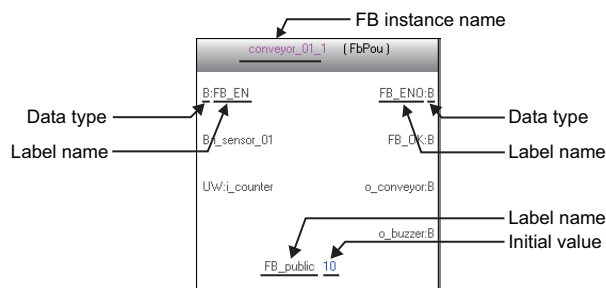 FB instance name
conveyor_01_1 (FbPou)
B:FB_EN FB_ENO:B
Data type Data type
B:i_sensor_01 FB_OK:B
Label name Label name
UW:i_counter o_conveyor:B
Label name
o_buzzer:B
Initial value
FB_public 10